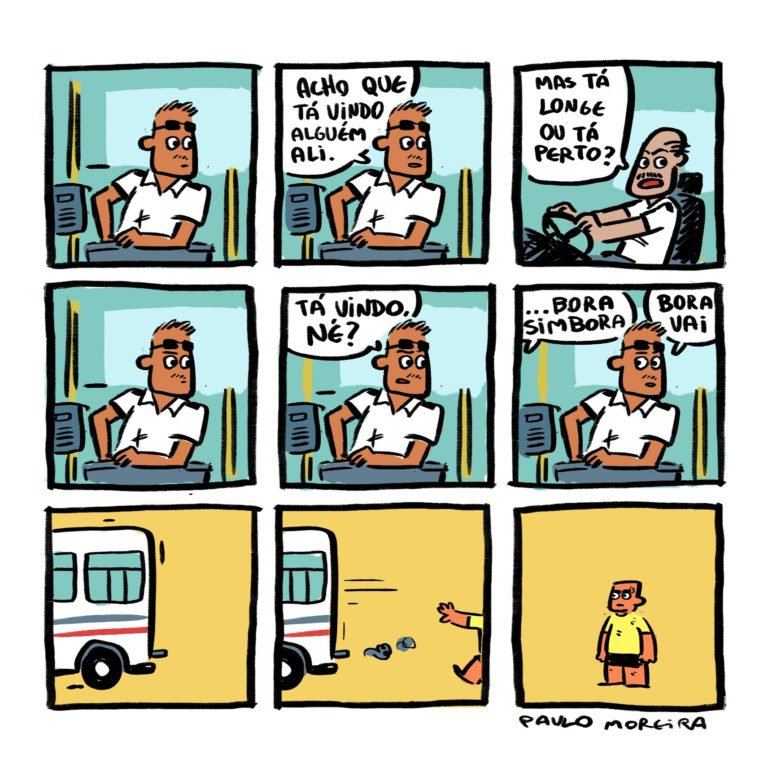 ACHO QUE
TÁ VINDO
ALGUÉM
ALI.
MAS TÁ
LONGE
OU TÁ
PERTO?
TÁ VINDO,
NÉ?
...BORA
SIMBORA
BORA
VAI
PAULO MOREIRA